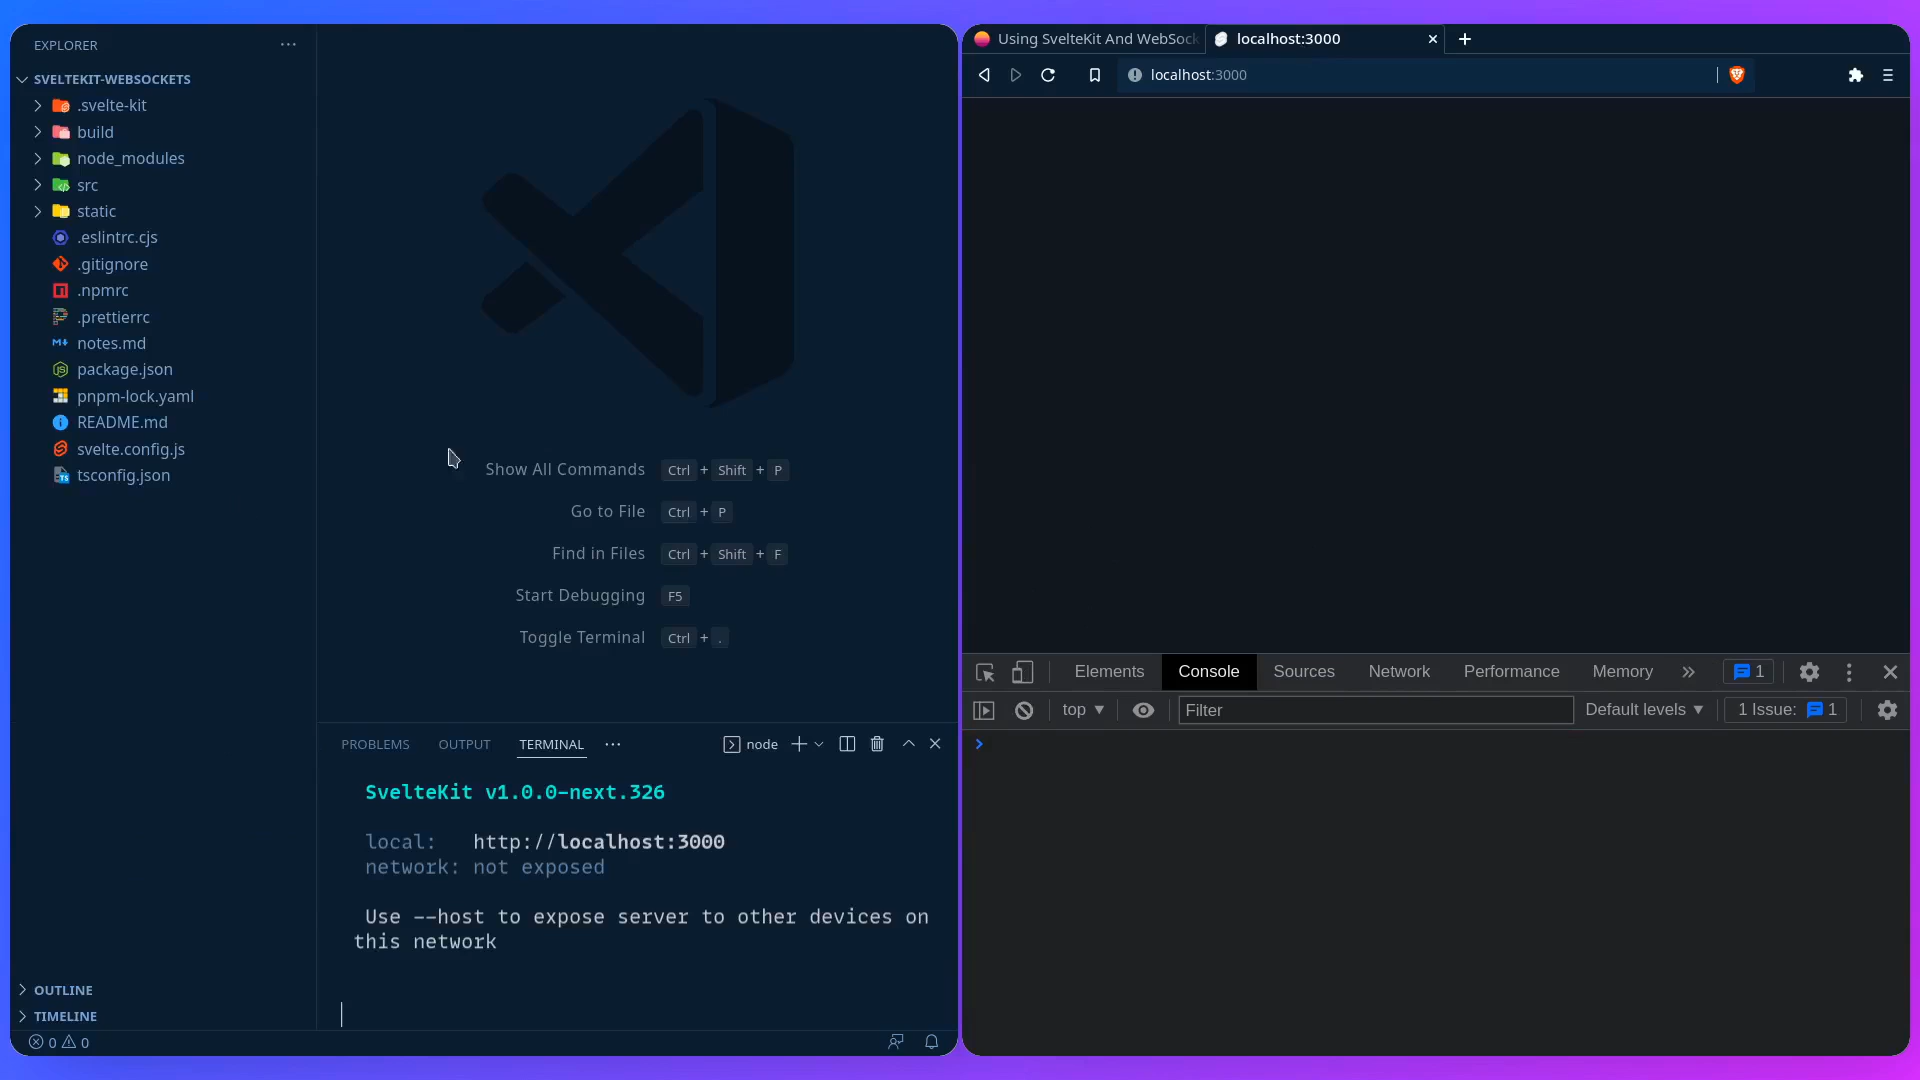 EXPLORER
SVELTEKIT-WEBSOCKETS
.svelte-kit
build
node_modules
src
static
.eslintrc.cjs
.gitignore
.npmrc
.prettierrc
notes.md
package.json
pnpm-lock.yaml
README.md
svelte.config.js
tsconfig.json
OUTLINE
TIMELINE
0 0
Show All Commands Ctrl + Shift + P
Go to File Ctrl + P
Find in Files Ctrl + Shift + F
Start Debugging F5
Toggle Terminal Ctrl + .
PROBLEMS OUTPUT TERMINAL ··· node
SvelteKit v1.0.0-next.326
local: http://localhost:3000
network: not exposed
Use --host to expose server to other devices on
this network
Using SvelteKit And WebSock localhost:3000
localhost:3000
Elements Console Sources Network Performance Memory » 1
top Filter Default levels 1 Issue: 1